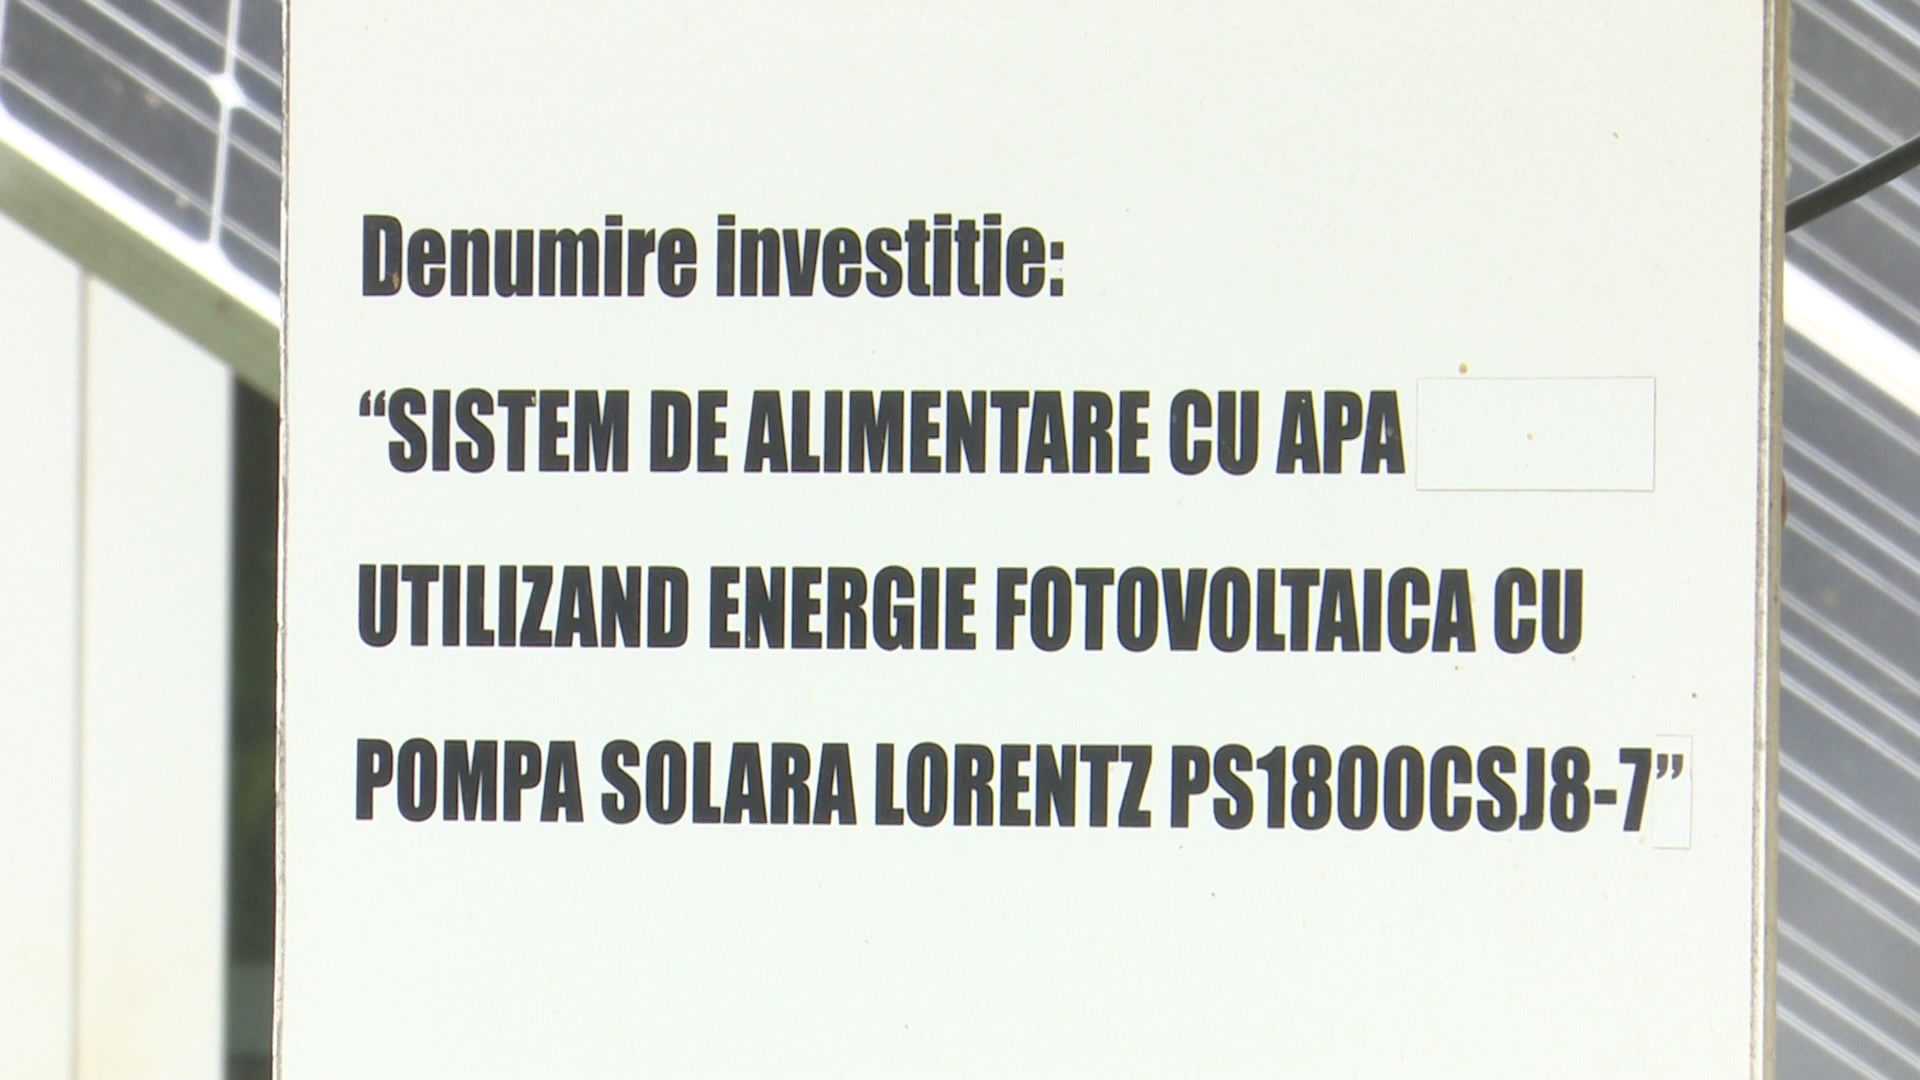 Denumire investitie:
“SISTEM DE ALIMENTARE CU APA
UTILIZAND ENERGIE FOTOVOLTAICA CU
POMPA SOLARA LORENTZ PS1800CSJ8-7”